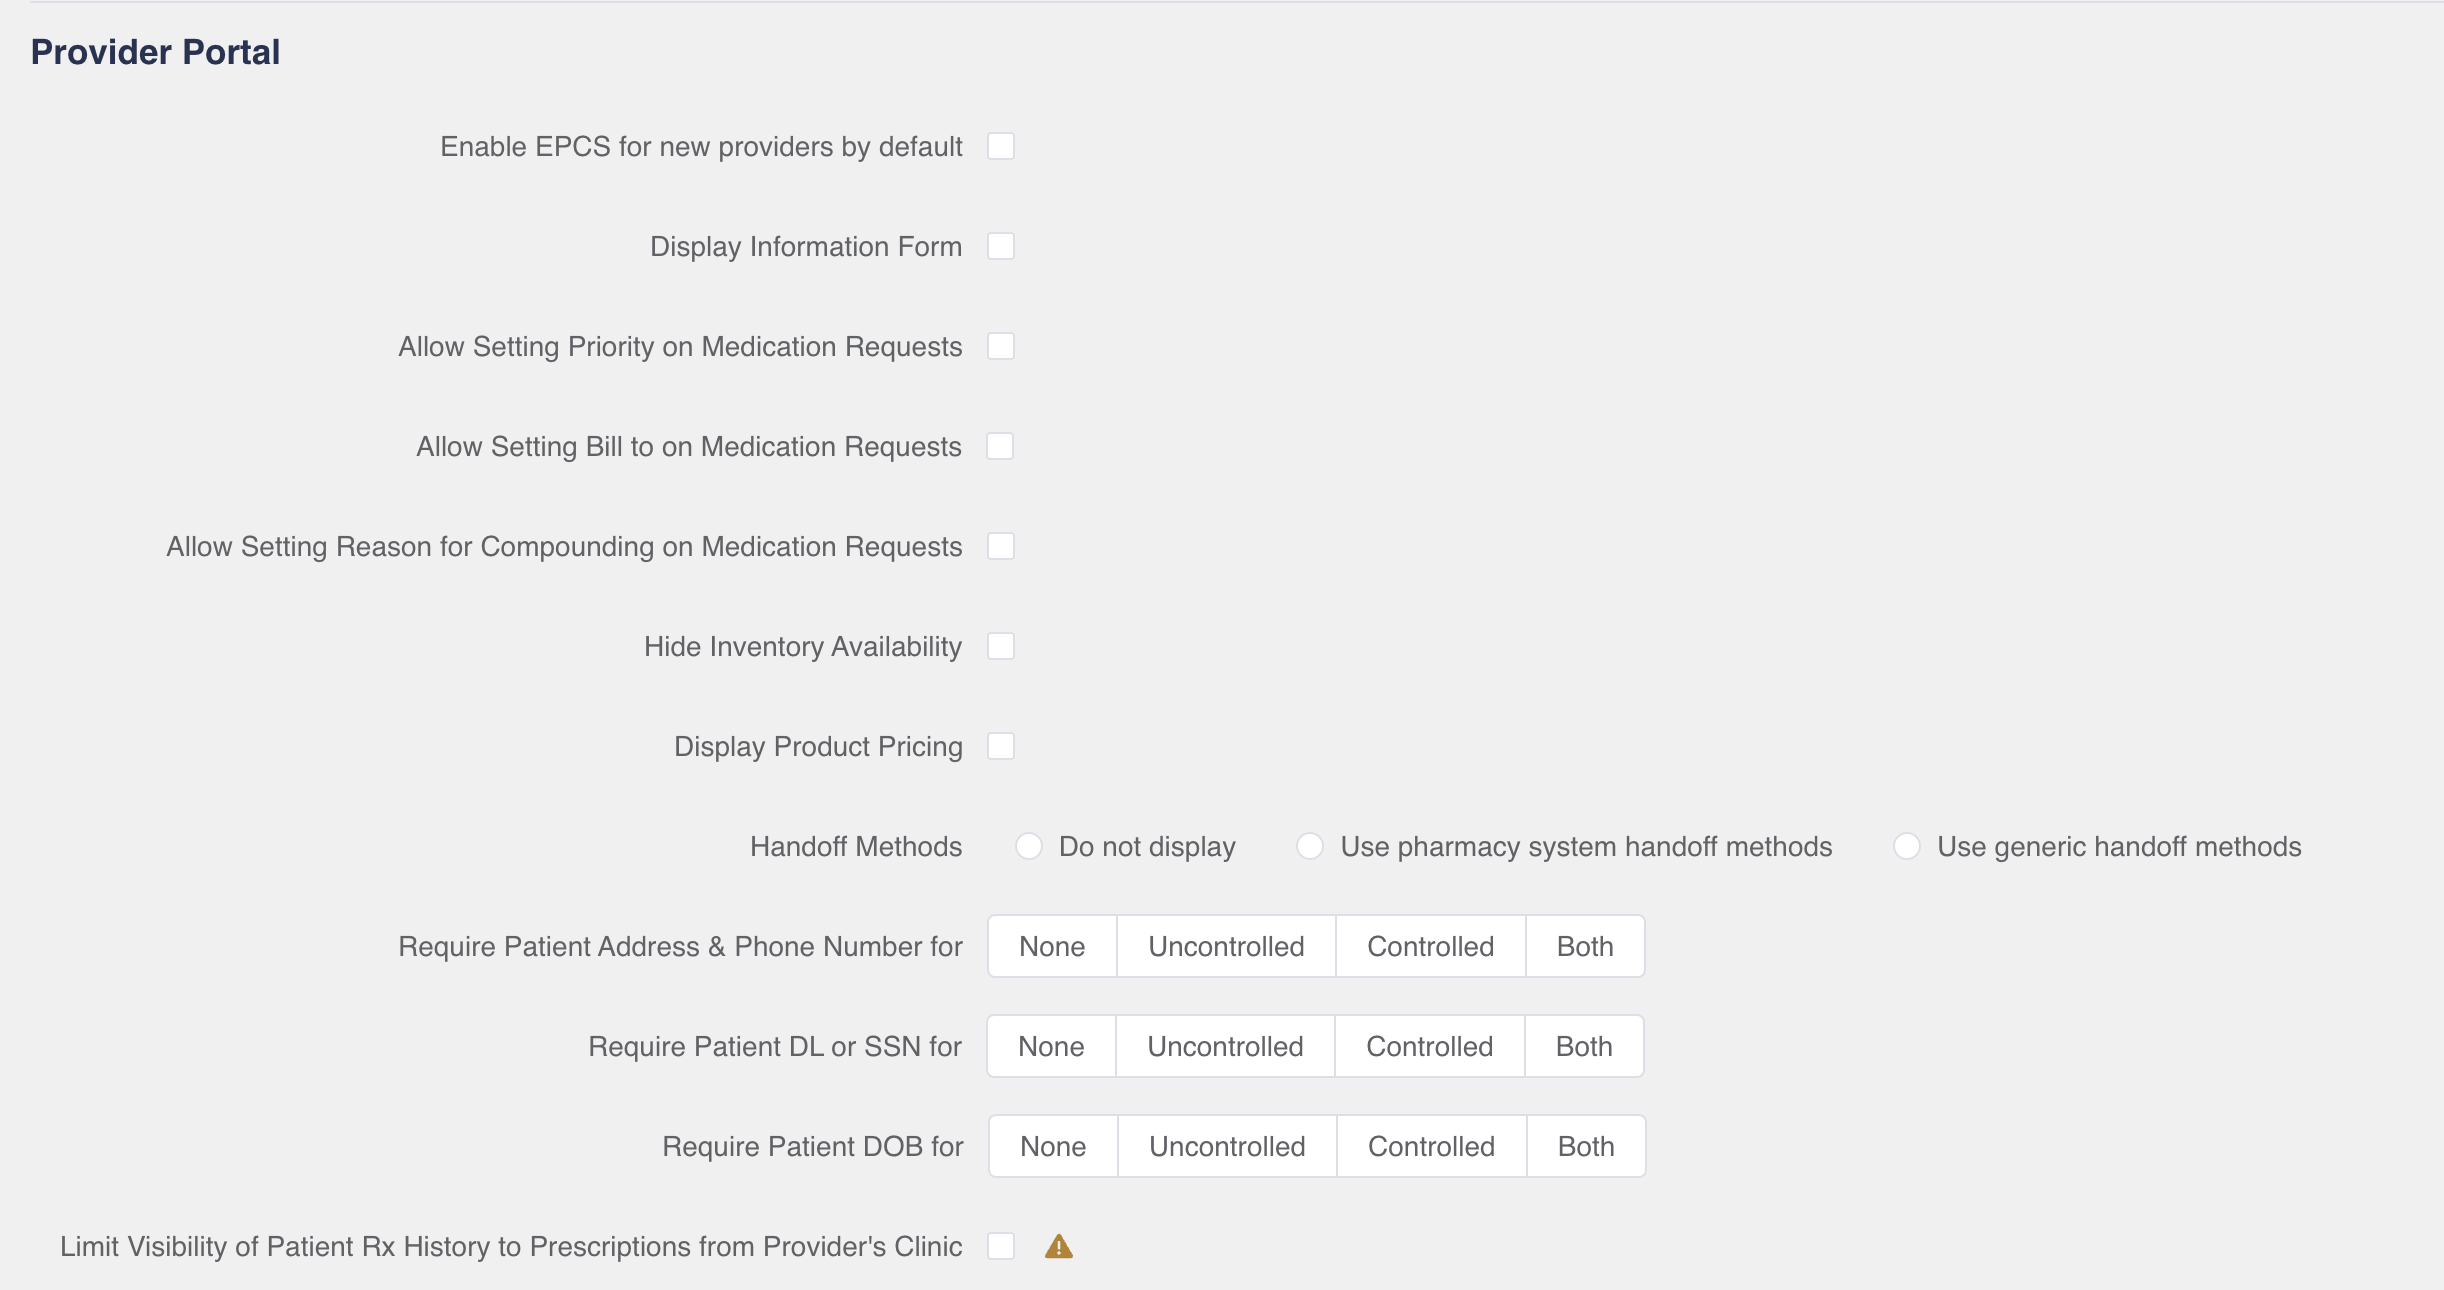 Provider Portal
Enable EPCS for new providers by default
Display Information Form
Allow Setting Priority on Medication Requests
Allow Setting Bill to on Medication Requests
Allow Setting Reason for Compounding on Medication Requests
Hide Inventory Availability
Display Product Pricing
Handoff Methods Do not display Use pharmacy system handoff methods Use generic handoff methods
Require Patient Address & Phone Number for None Uncontrolled Controlled Both
Require Patient DL or SSN for None Uncontrolled Controlled Both
Require Patient DOB for None Uncontrolled Controlled Both
Limit Visibility of Patient Rx History to Prescriptions from Provider's Clinic